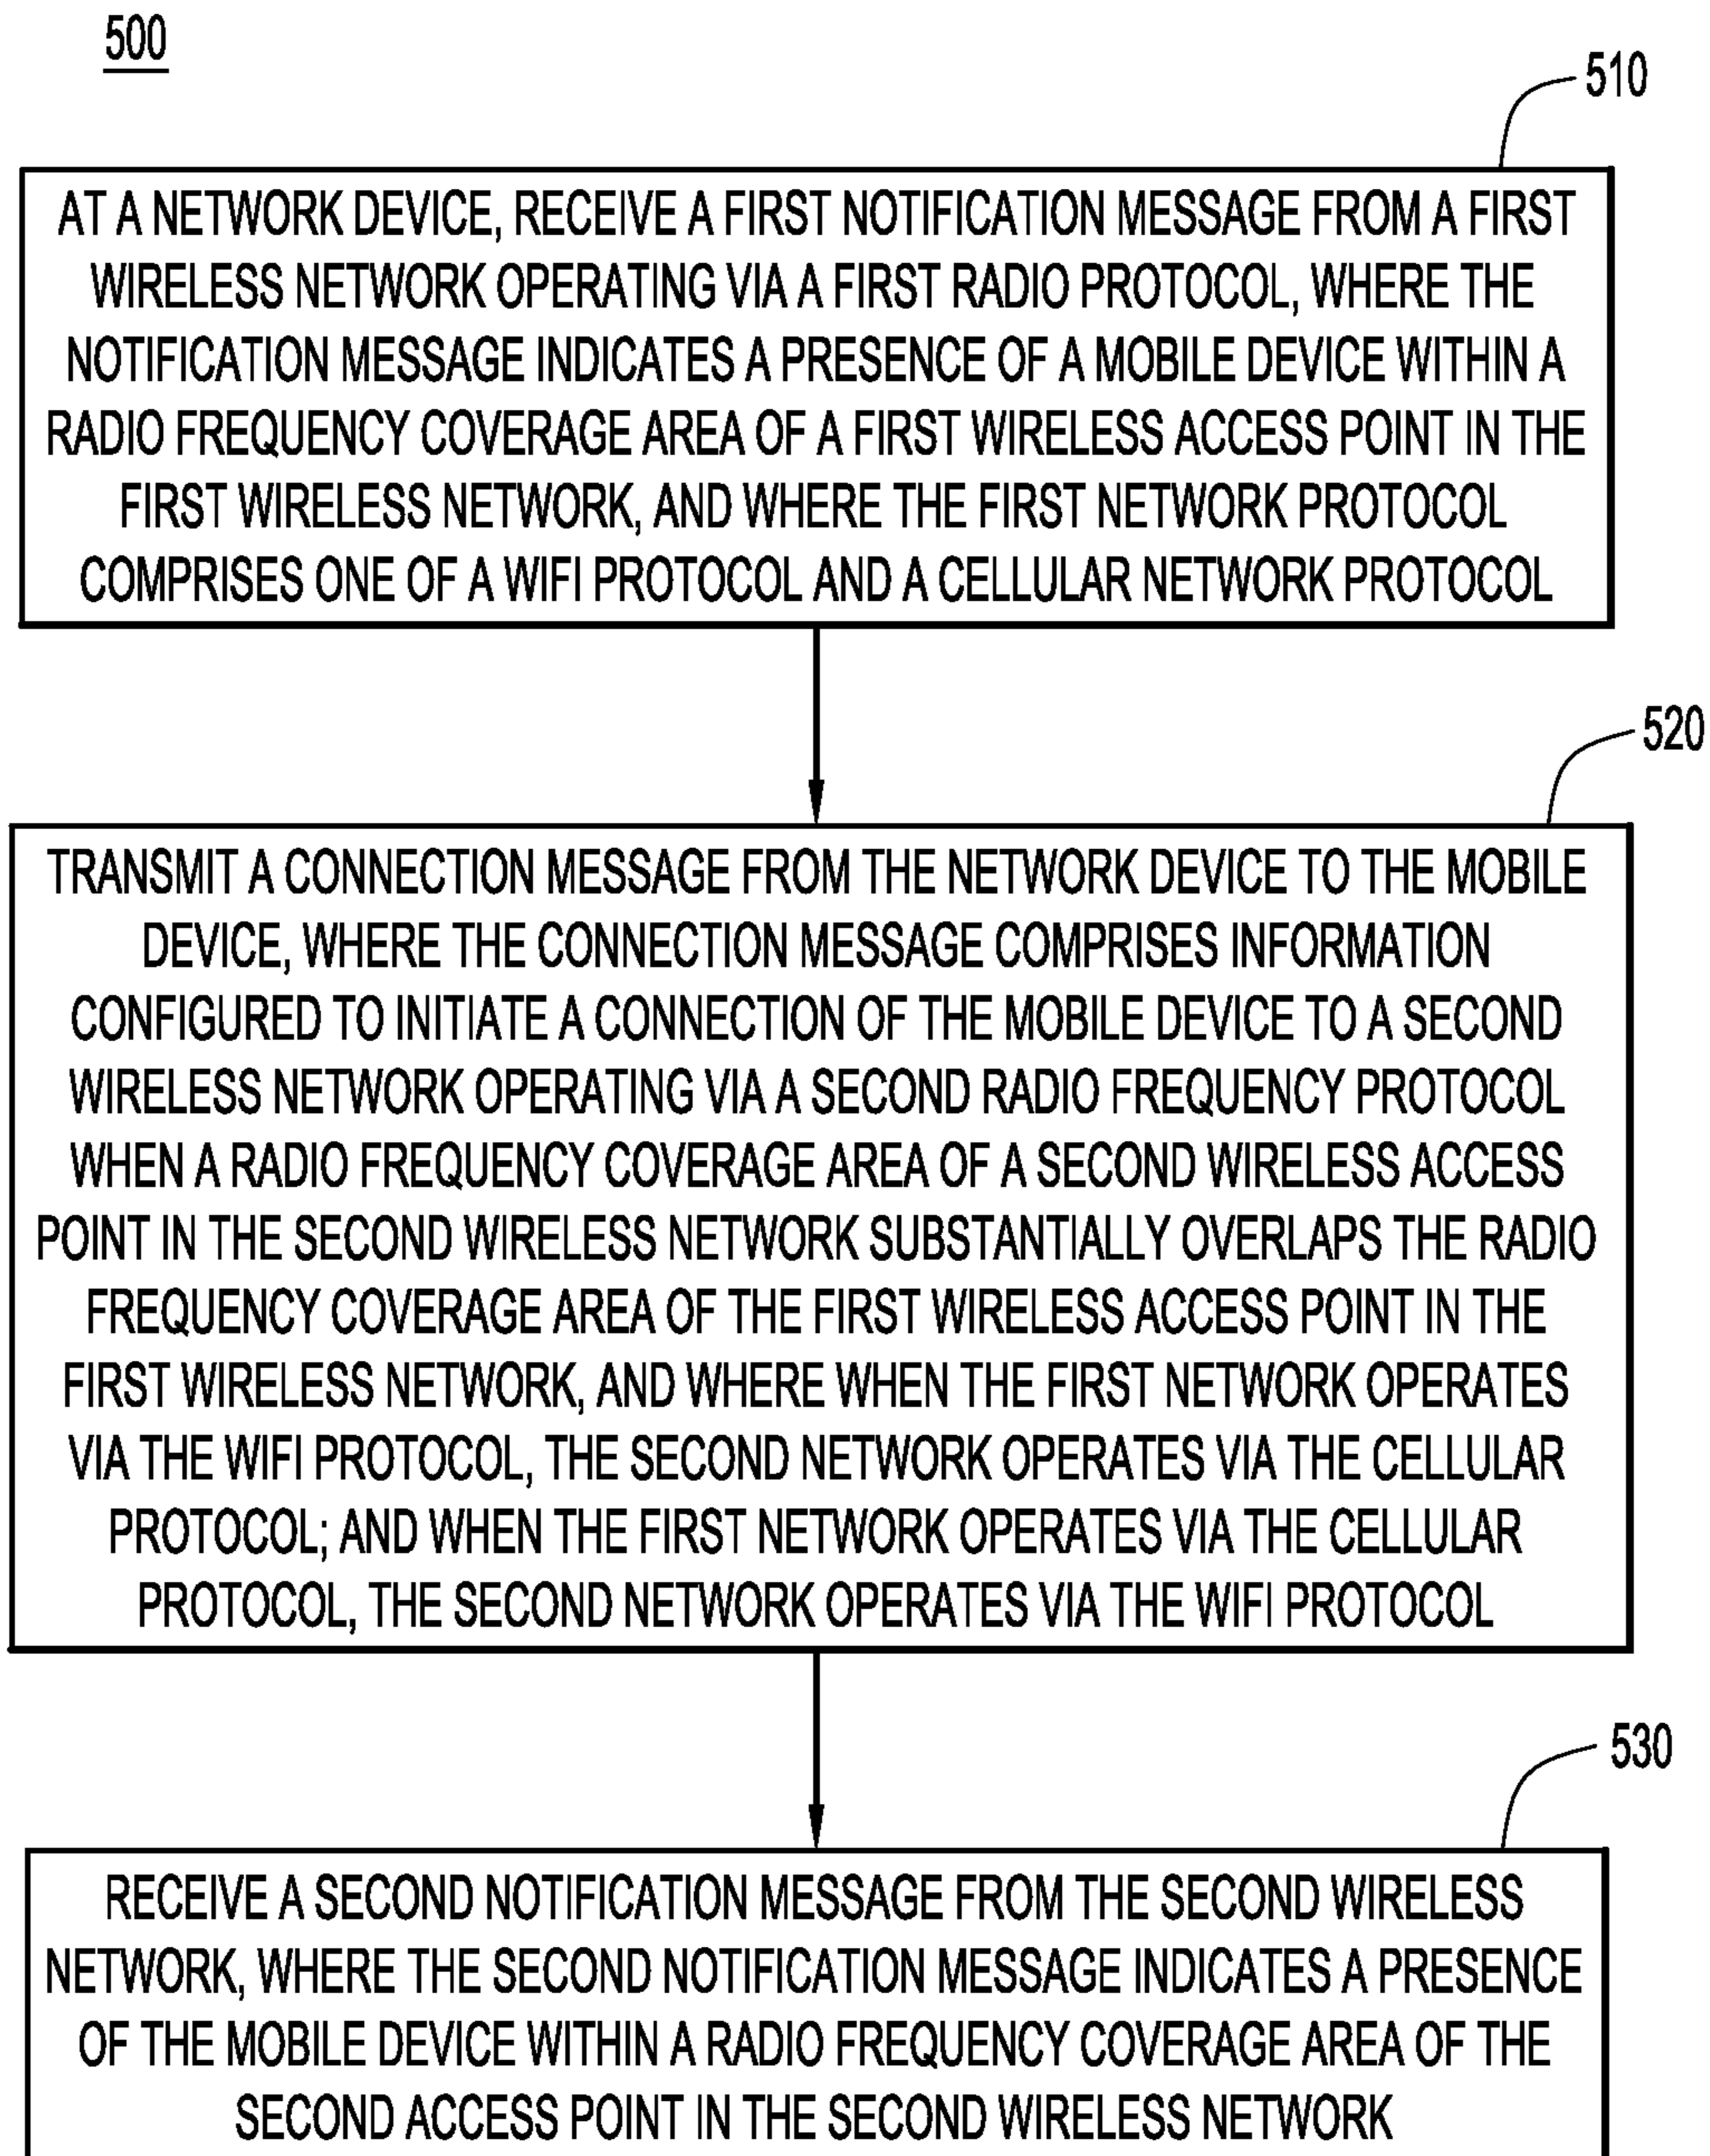 500
510
AT A NETWORK DEVICE, RECEIVE A FIRST NOTIFICATION MESSAGE FROM A FIRST
WIRELESS NETWORK OPERATING VIA A FIRST RADIO PROTOCOL, WHERE THE
NOTIFICATION MESSAGE INDICATES A PRESENCE OF A MOBILE DEVICE WITHIN A
RADIO FREQUENCY COVERAGE AREA OF A FIRST WIRELESS ACCESS POINT IN THE
FIRST WIRELESS NETWORK, AND WHERE THE FIRST NETWORK PROTOCOL
COMPRISES ONE OF A WIFI PROTOCOL AND A CELLULAR NETWORK PROTOCOL
520
TRANSMIT A CONNECTION MESSAGE FROM THE NETWORK DEVICE TO THE MOBILE
DEVICE, WHERE THE CONNECTION MESSAGE COMPRISES INFORMATION
CONFIGURED TO INITIATE A CONNECTION OF THE MOBILE DEVICE TO A SECOND
WIRELESS NETWORK OPERATING VIA A SECOND RADIO FREQUENCY PROTOCOL
WHEN A RADIO FREQUENCY COVERAGE AREA OF A SECOND WIRELESS ACCESS
POINT IN THE SECOND WIRELESS NETWORK SUBSTANTIALLY OVERLAPS THE RADIO
FREQUENCY COVERAGE AREA OF THE FIRST WIRELESS ACCESS POINT IN THE
FIRST WIRELESS NETWORK, AND WHERE WHEN THE FIRST NETWORK OPERATES
VIA THE WIFI PROTOCOL, THE SECOND NETWORK OPERATES VIA THE CELLULAR
PROTOCOL; AND WHEN THE FIRST NETWORK OPERATES VIA THE CELLULAR
PROTOCOL, THE SECOND NETWORK OPERATES VIA THE WIFI PROTOCOL
530
RECEIVE A SECOND NOTIFICATION MESSAGE FROM THE SECOND WIRELESS
NETWORK, WHERE THE SECOND NOTIFICATION MESSAGE INDICATES A PRESENCE
OF THE MOBILE DEVICE WITHIN A RADIO FREQUENCY COVERAGE AREA OF THE
SECOND ACCESS POINT IN THE SECOND WIRELESS NETWORK